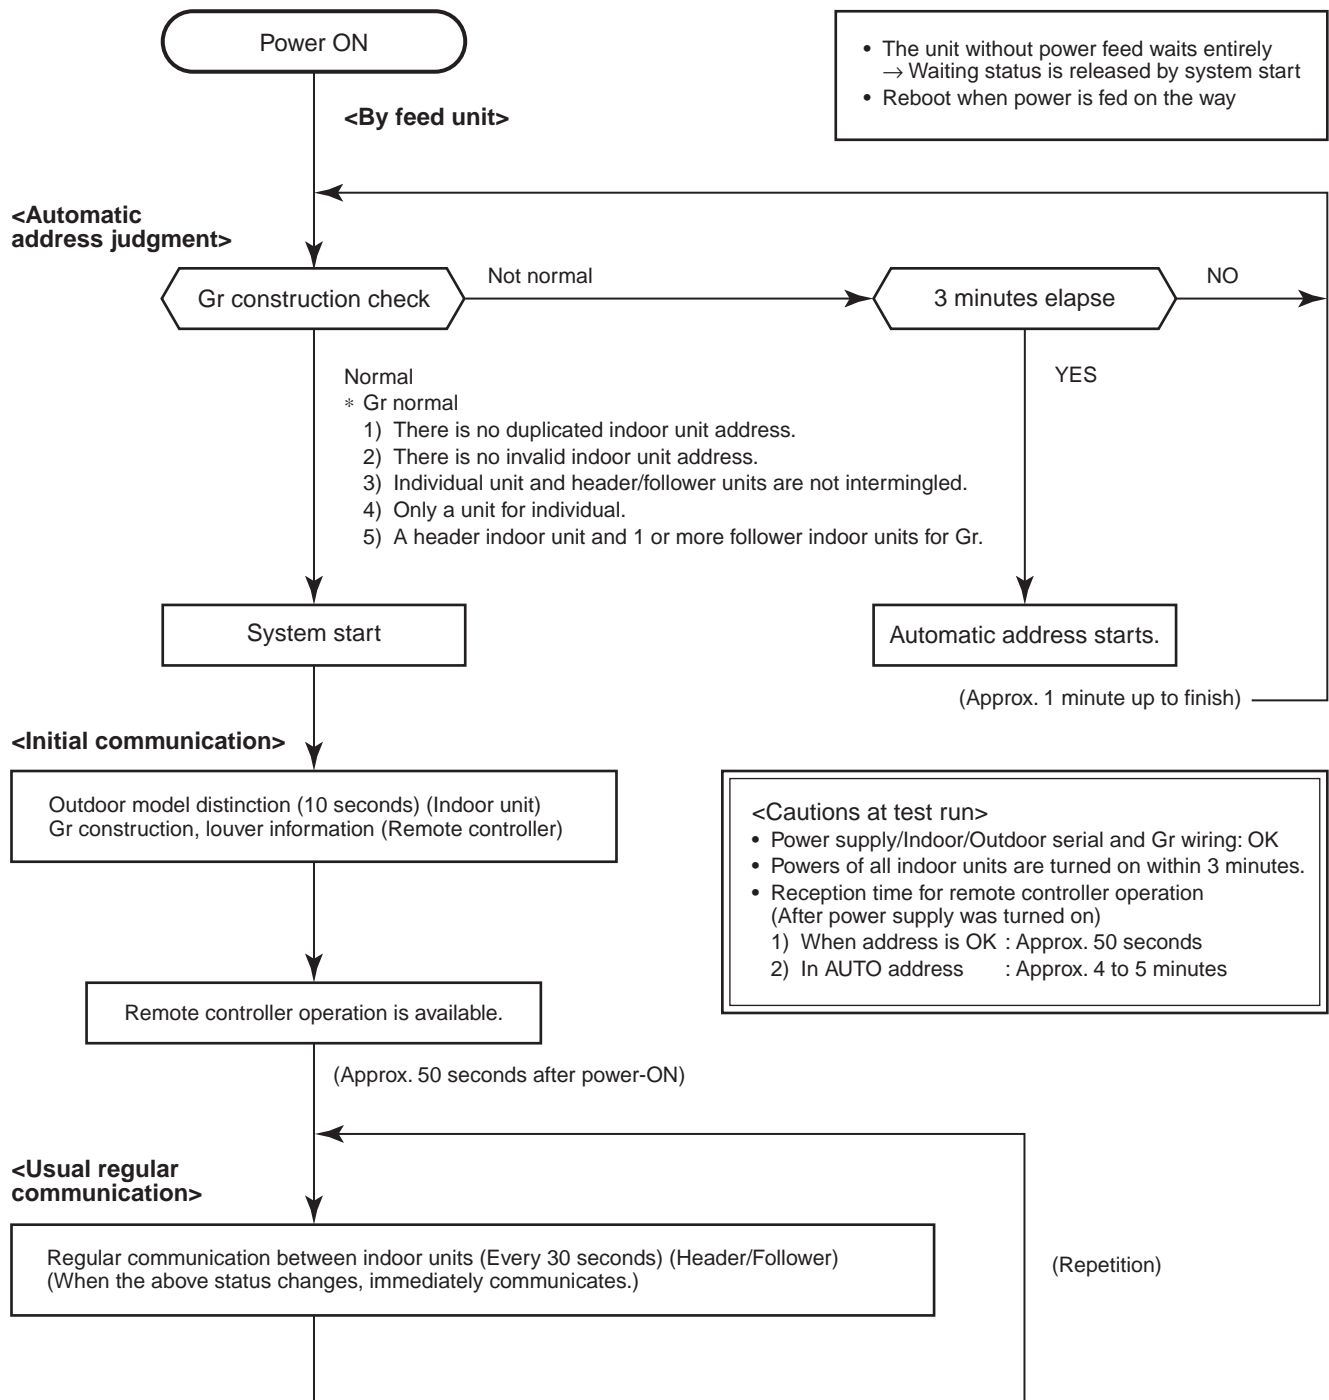 Power ON
• The unit without power feed waits entirely
→ Waiting status is released by system start
• Reboot when power is fed on the way
<By feed unit>
<Automatic
address judgment>
Gr construction check
Not normal
3 minutes elapse
NO
Normal
* Gr normal
1) There is no duplicated indoor unit address.
2) There is no invalid indoor unit address.
3) Individual unit and header/follower units are not intermingled.
4) Only a unit for individual.
5) A header indoor unit and 1 or more follower indoor units for Gr.
YES
System start
Automatic address starts.
(Approx. 1 minute up to finish)
<Initial communication>
Outdoor model distinction (10 seconds) (Indoor unit)
Gr construction, louver information (Remote controller)
<Cautions at test run>
• Power supply/Indoor/Outdoor serial and Gr wiring: OK
• Powers of all indoor units are turned on within 3 minutes.
• Reception time for remote controller operation
(After power supply was turned on)
1) When address is OK : Approx. 50 seconds
2) In AUTO address : Approx. 4 to 5 minutes
Remote controller operation is available.
(Approx. 50 seconds after power-ON)
<Usual regular
communication>
Regular communication between indoor units (Every 30 seconds) (Header/Follower)
(When the above status changes, immediately communicates.)
(Repetition)